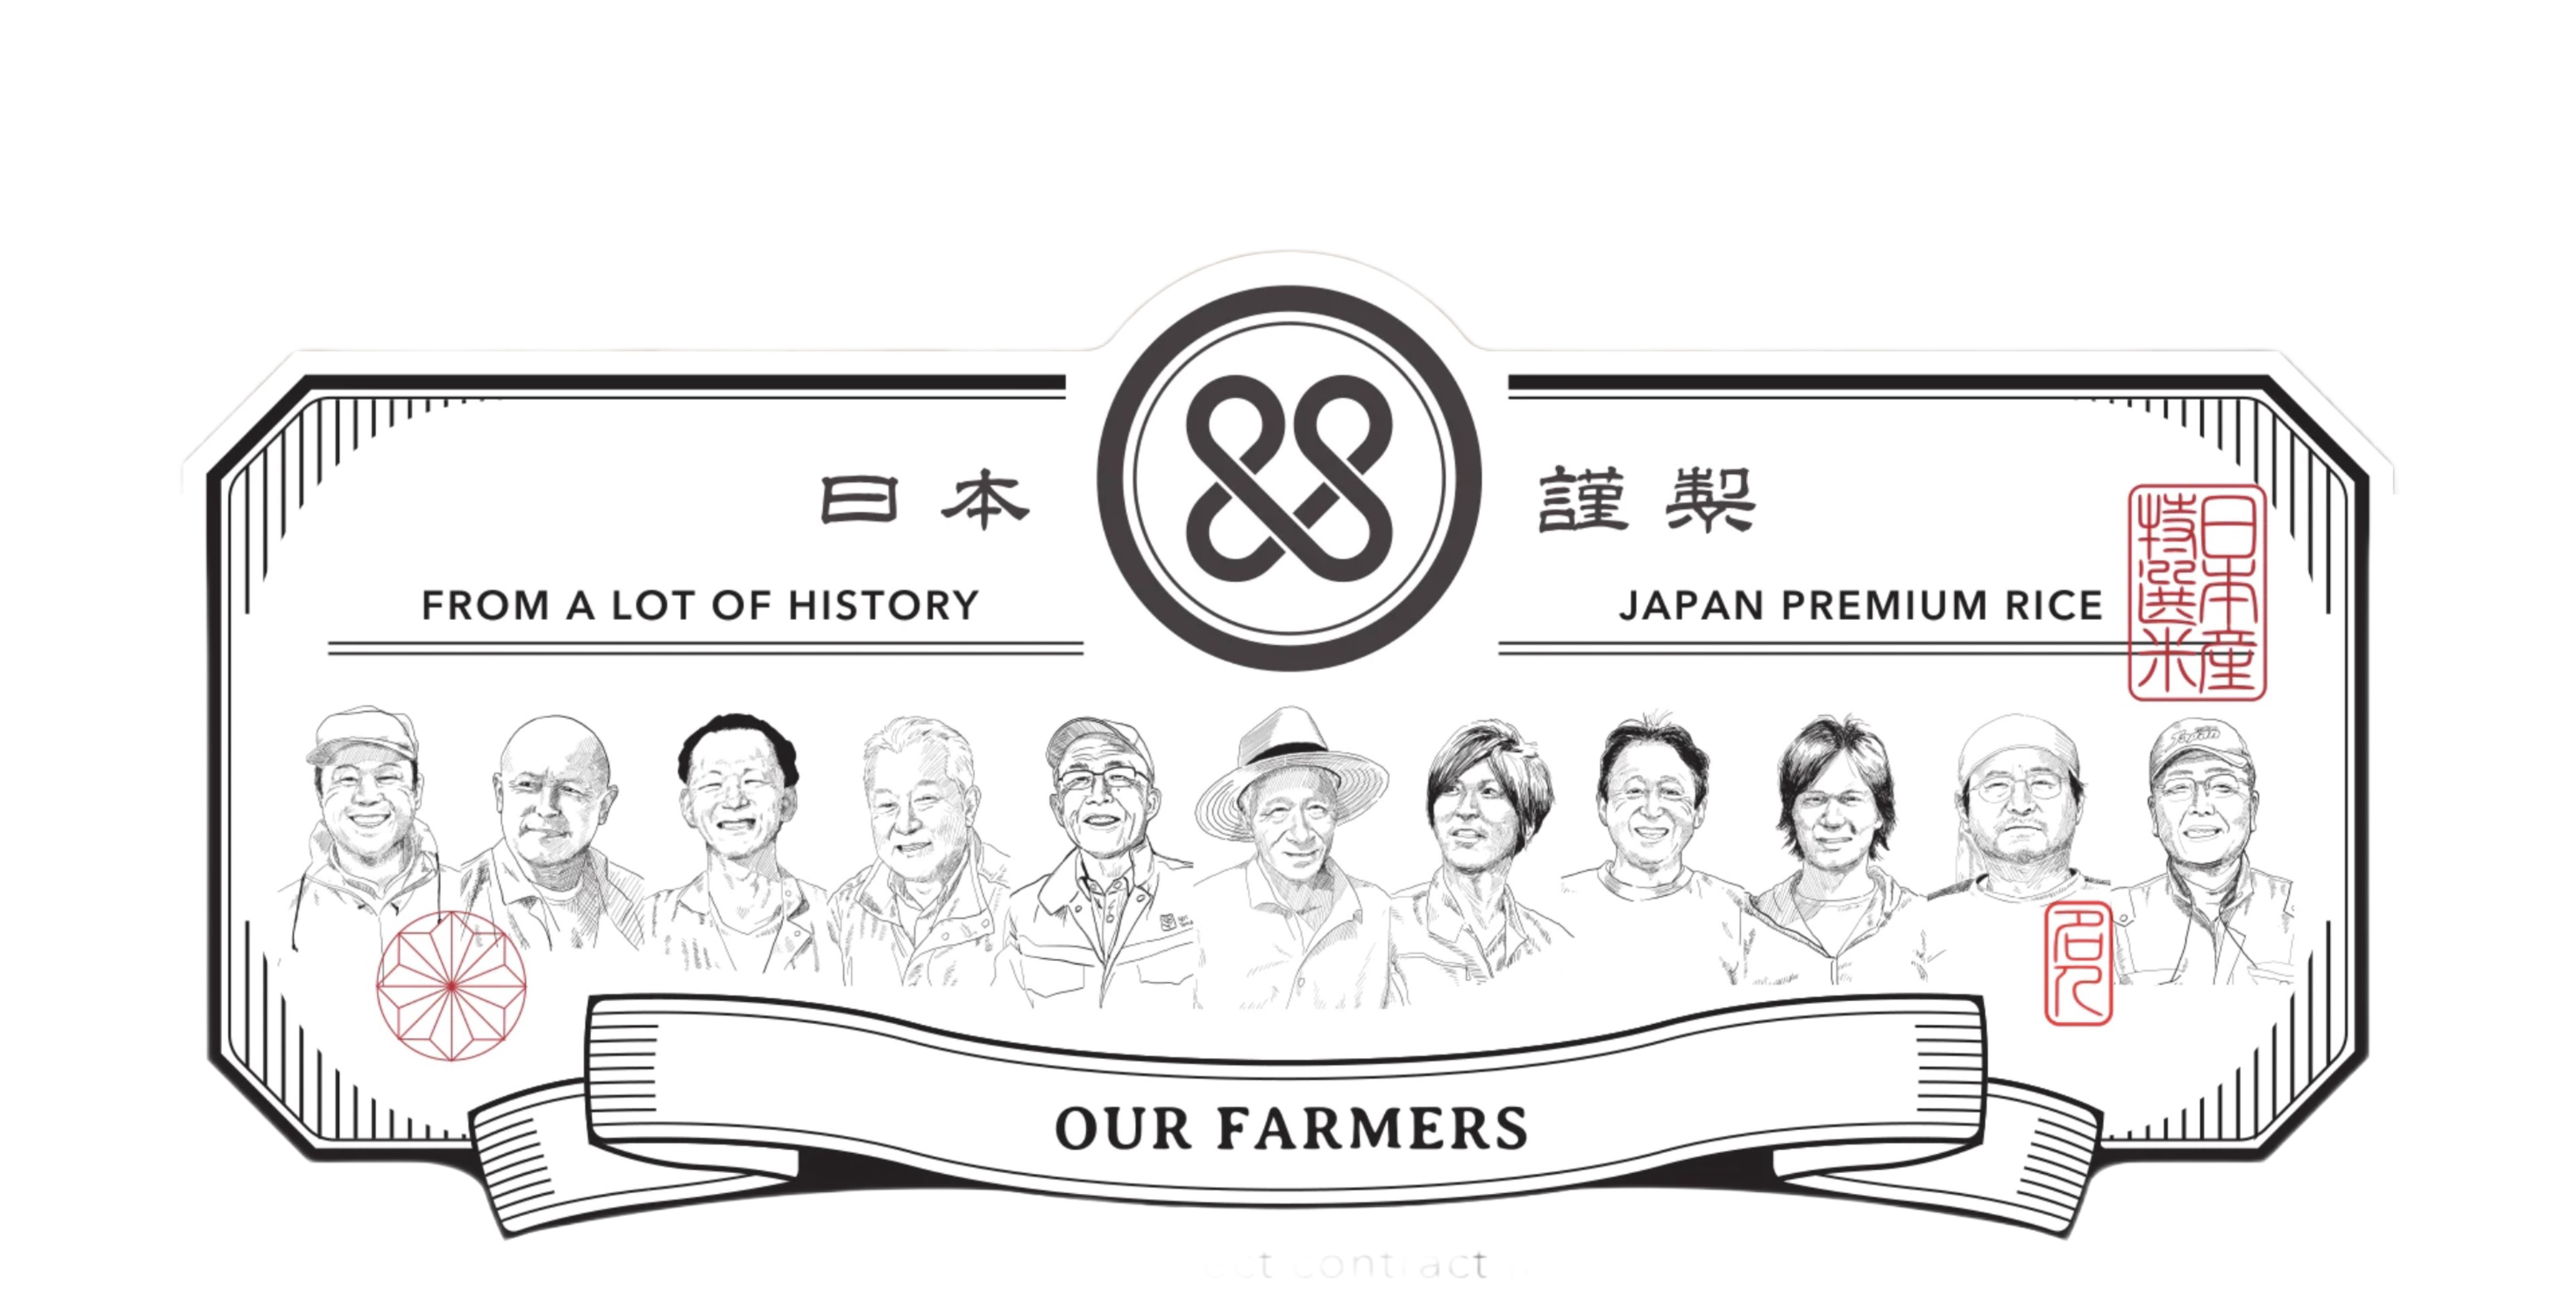 日本 謹製
FROM A LOT OF HISTORY
JAPAN PREMIUM RICE
日本産
特選米
OUR FARMERS
contract